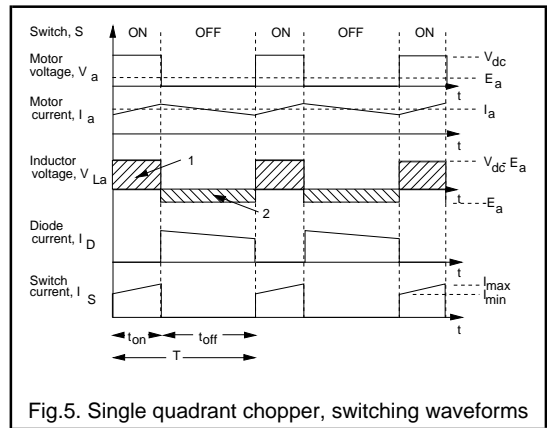 Switch, S ON OFF ON OFF ON
Motor
voltage, V a
V dc
E a
t
Motor
current, I a
I a
t
Inductor
voltage, V La
1
V dc - E a
t
2
- E a
Diode
current, I D
t
Switch
current, I S
I max
I min
t
t on t off
T
Fig.5. Single quadrant chopper, switching waveforms